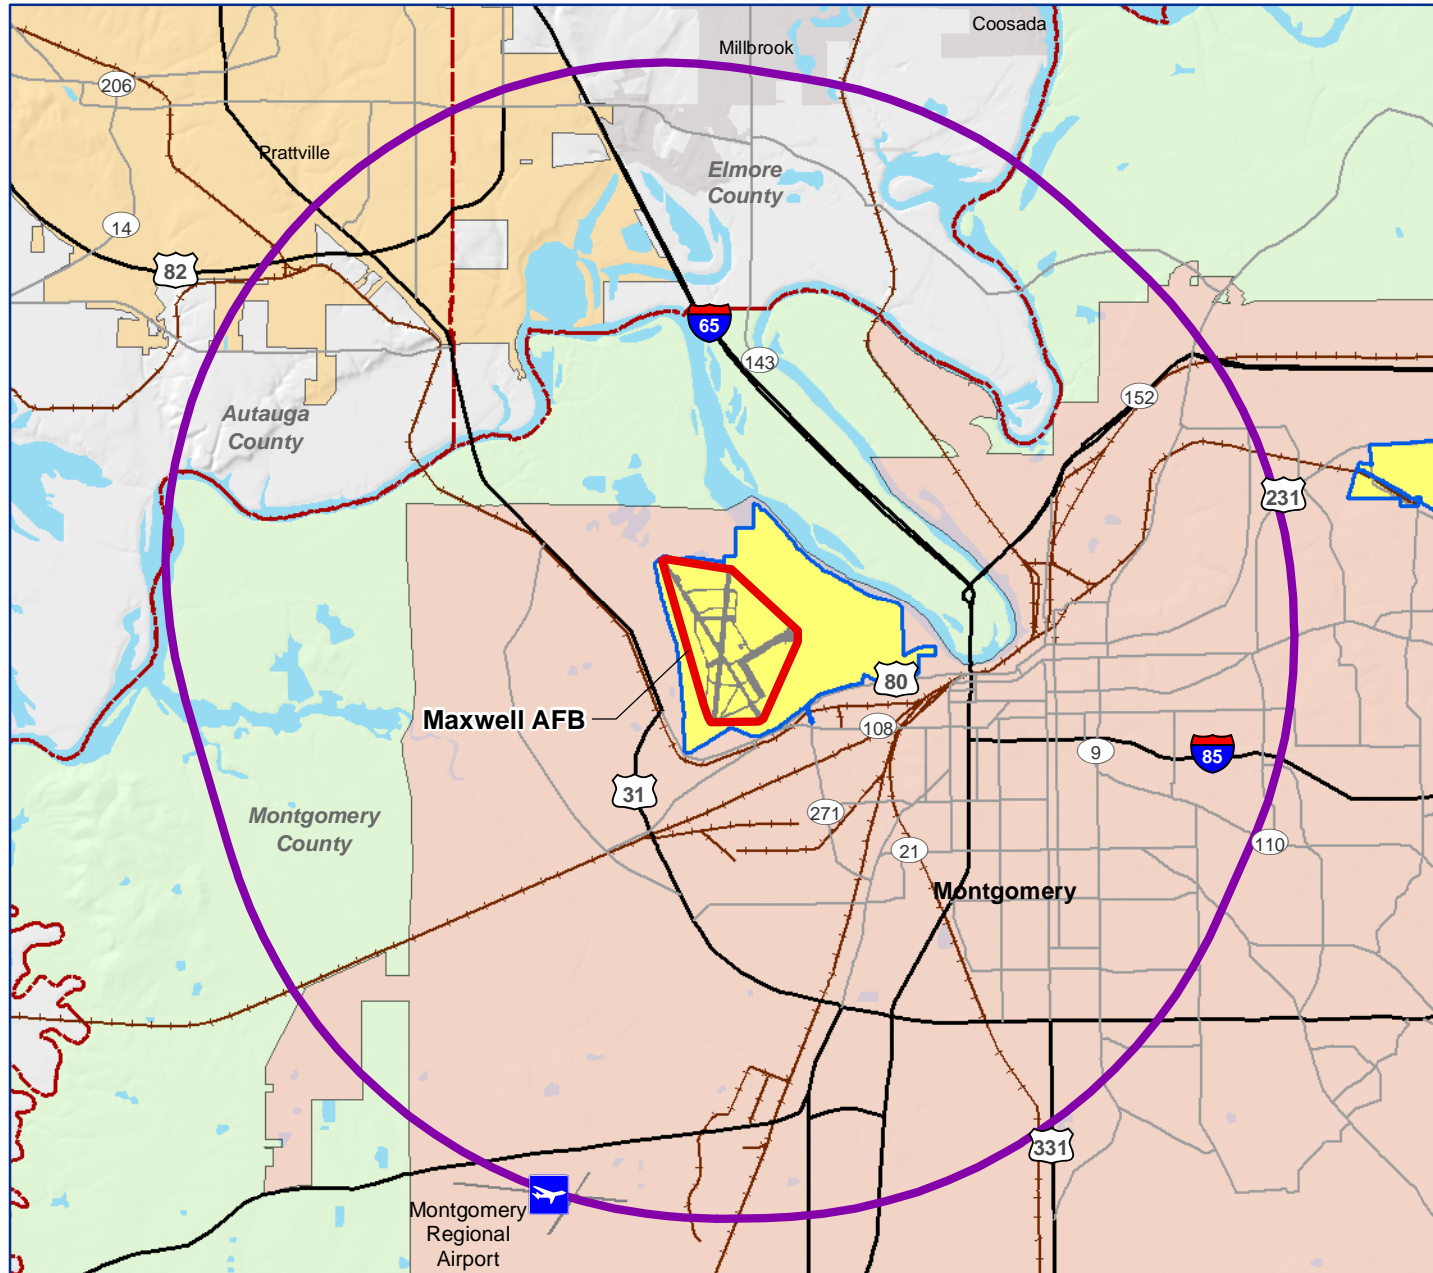 Coosada
Millbrook
206
Prattville
Elmore
County
14
82
65
143
152
Autauga
County
231
80
Maxwell AFB
108
9
85
31
271
Montgomery
County
21
110
Montgomery
331
Montgomery
Regional
Airport